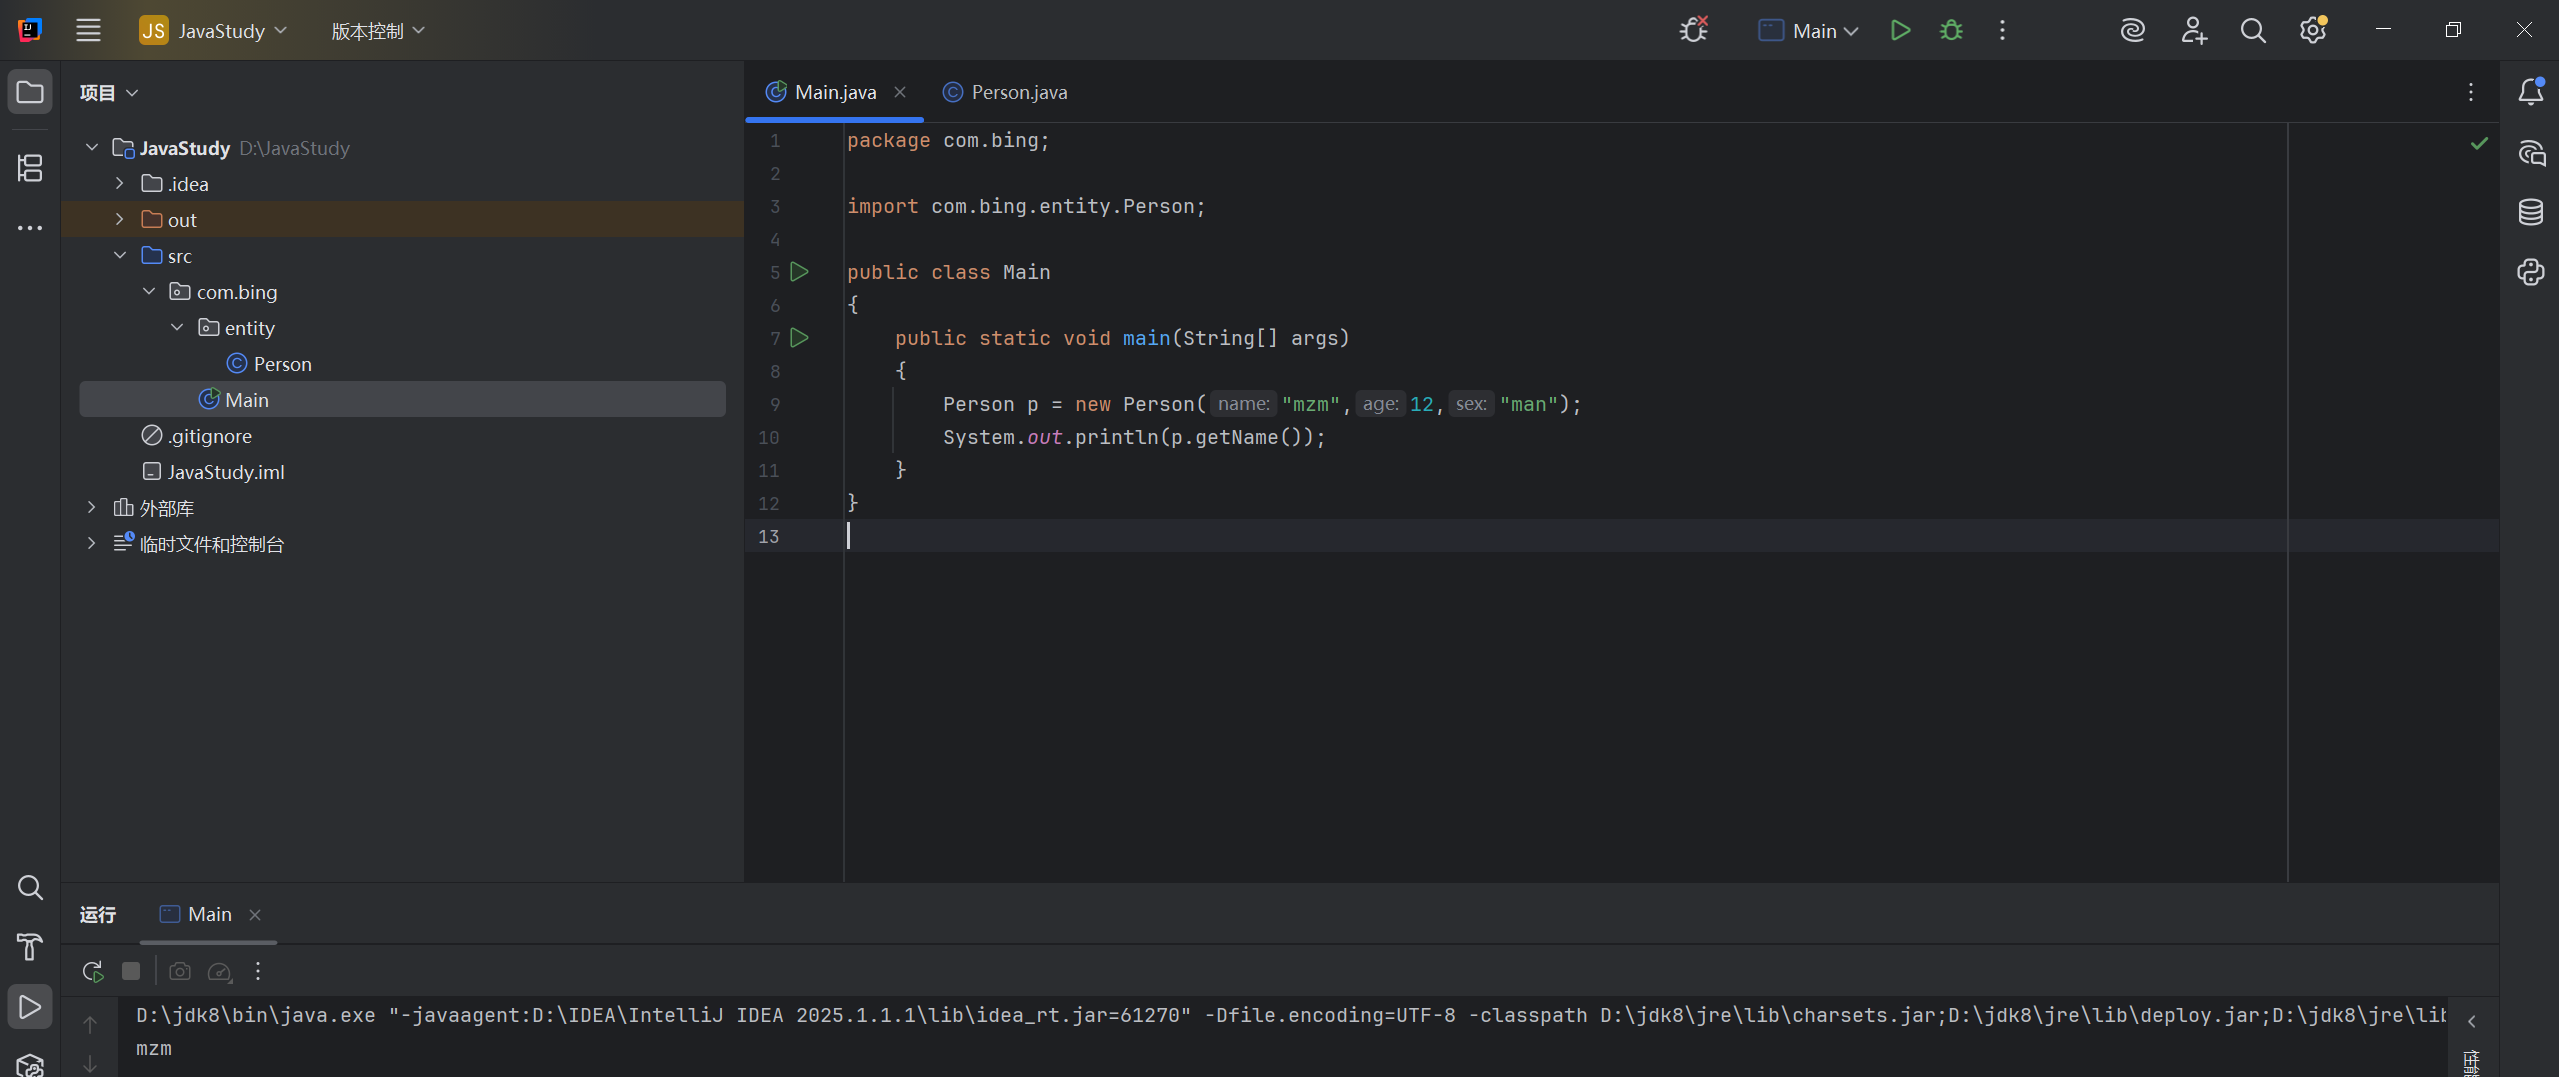 JS JavaStudy 版本控制 Main
项目
JavaStudy D:\JavaStudy
.idea
out
src
com.bing
entity
Person
Main
.gitignore
JavaStudy.iml
外部库
临时文件和控制台
Main.java Person.java
1 package com.bing;
2
3 import com.bing.entity.Person;
4
5 public class Main
6 {
7 public static void main(String[] args)
8 {
9 Person p = new Person( name: "mzm", age: 12, sex: "man");
10 System.out.println(p.getName());
11 }
12 }
13
运行 Main
D:\jdk8\bin\java.exe "-javaagent:D:\IDEA\IntelliJ IDEA 2025.1.1.1\lib\idea_rt.jar=61270" -Dfile.encoding=UTF-8 -classpath D:\jdk8\jre\lib\charsets.jar;D:\jdk8\jre\lib\deploy.jar;D:\jdk8\jre\lib
mzm